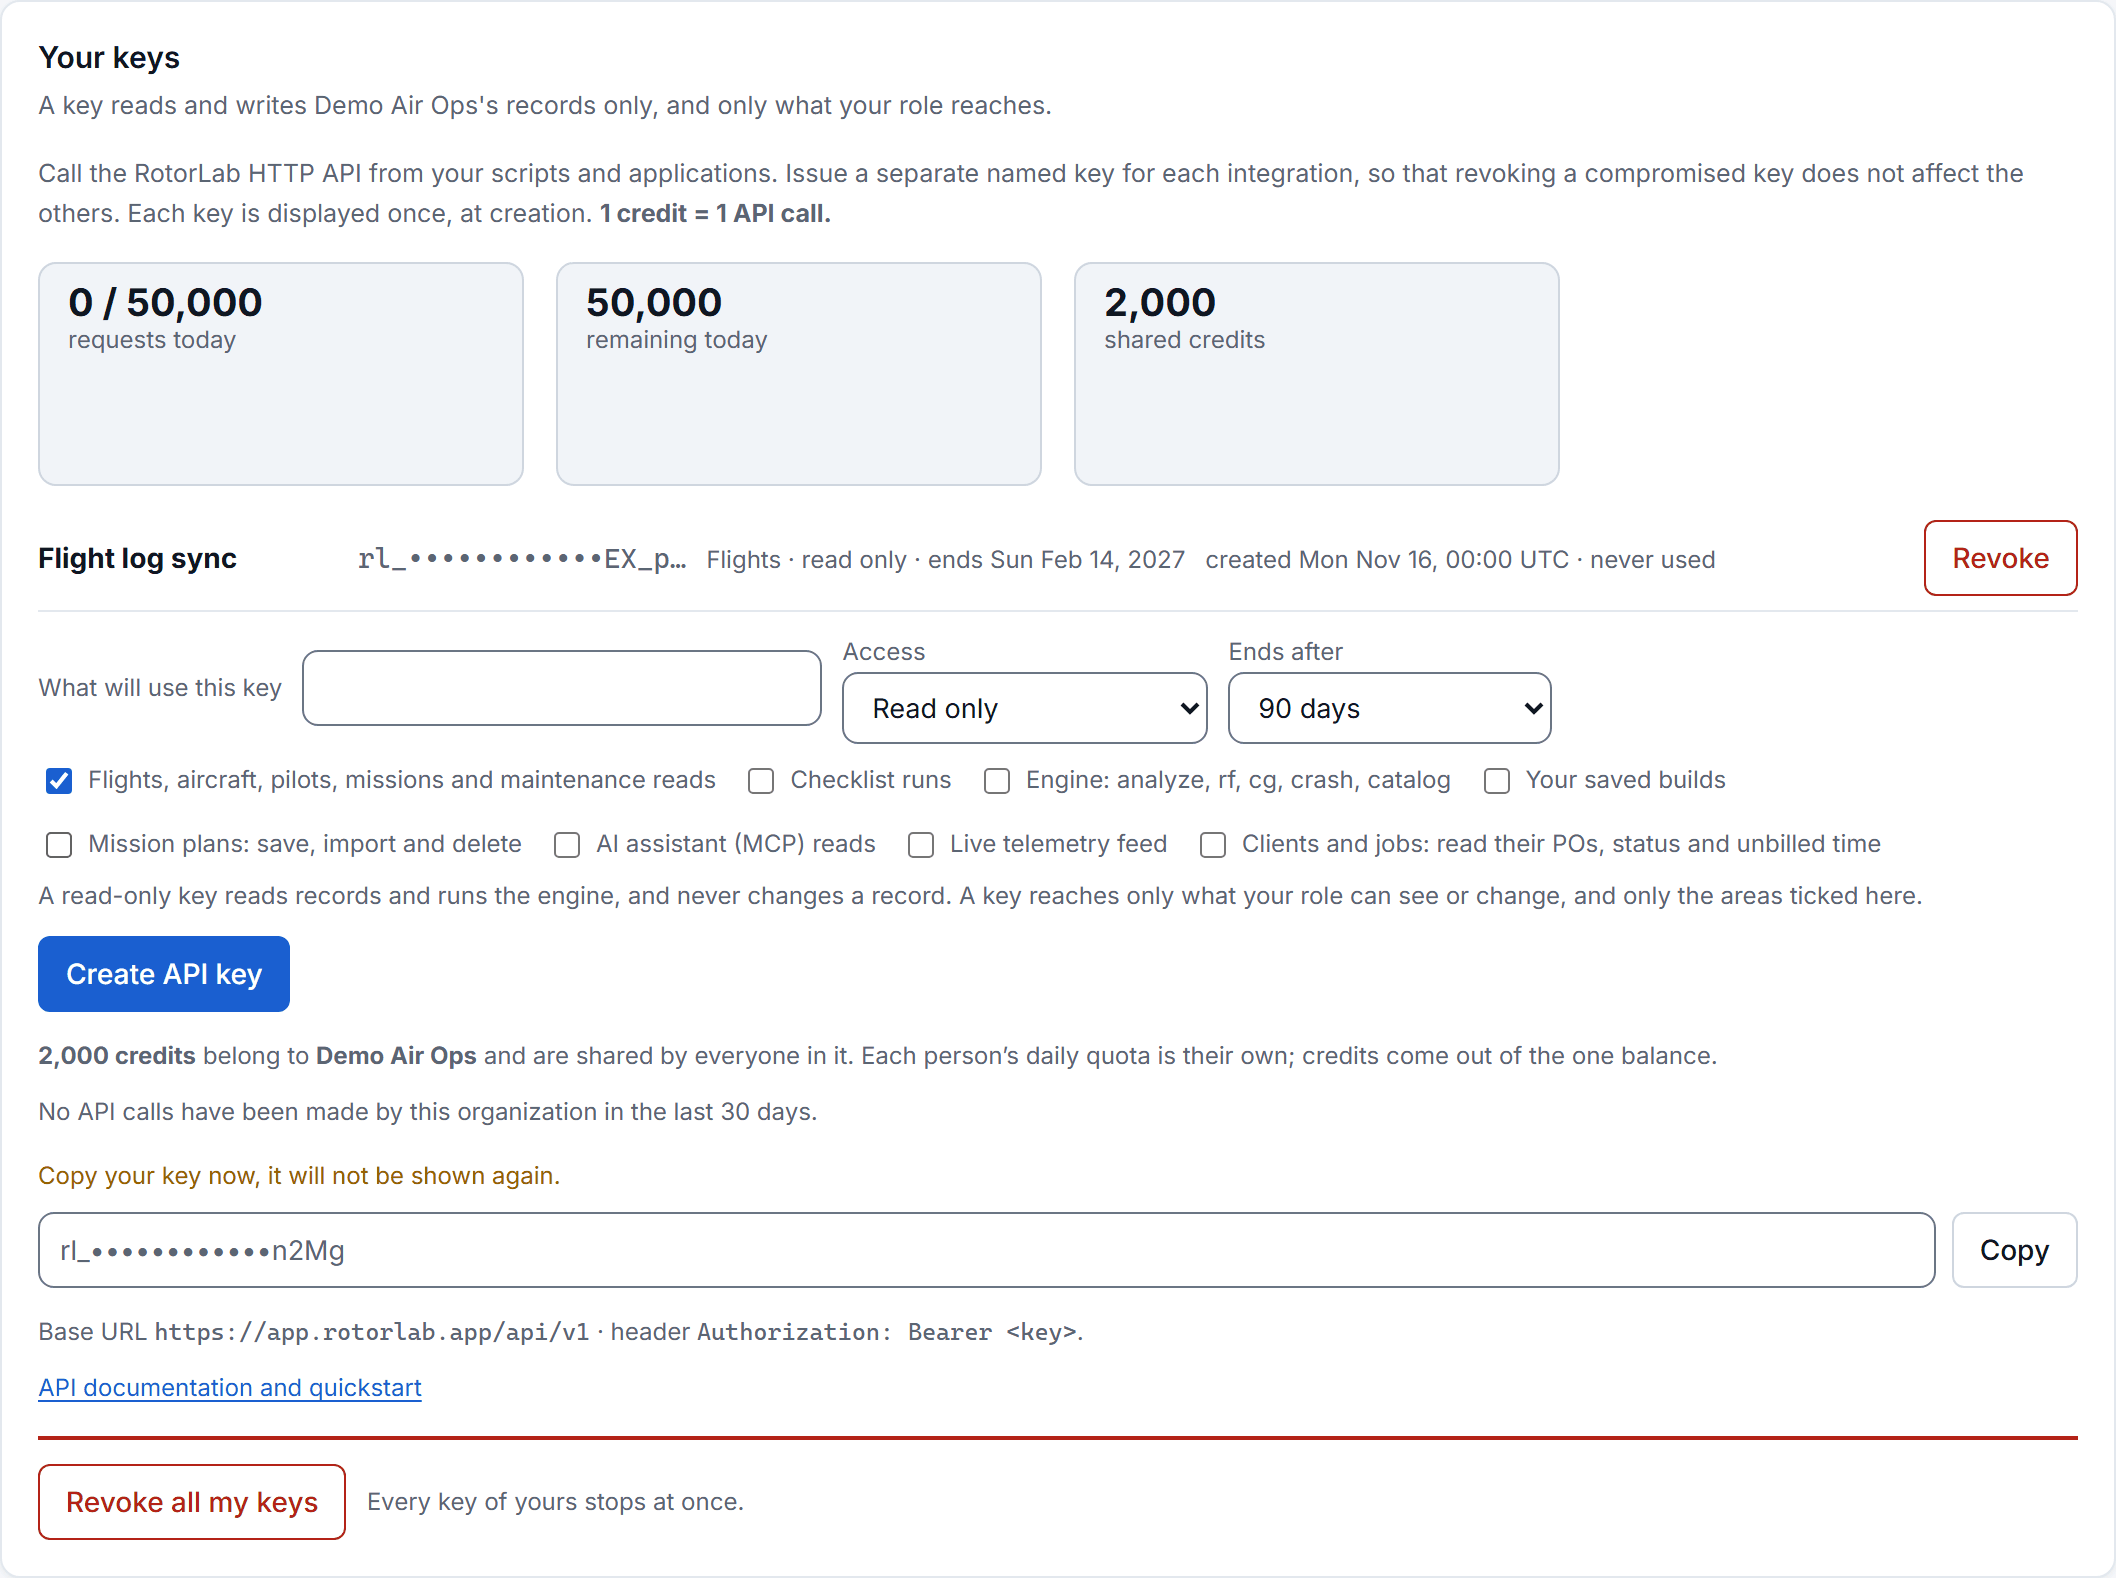 Your keys
A key reads and writes Demo Air Ops's records only, and only what your role reaches.
Call the RotorLab HTTP API from your scripts and applications. Issue a separate named key for each integration, so that revoking a compromised key does not affect the
others. Each key is displayed once, at creation. 1 credit = 1 API call.
0 / 50,000
requests today
50,000
remaining today
2,000
shared credits
Flight log sync rl_••••••••••••EX_p… Flights · read only · ends Sun Feb 14, 2027 created Mon Nov 16, 00:00 UTC · never used Revoke
What will use this key
Access
Read only
Ends after
90 days
Flights, aircraft, pilots, missions and maintenance reads Checklist runs Engine: analyze, rf, cg, crash, catalog Your saved builds
Mission plans: save, import and delete AI assistant (MCP) reads Live telemetry feed Clients and jobs: read their POs, status and unbilled time
A read-only key reads records and runs the engine, and never changes a record. A key reaches only what your role can see or change, and only the areas ticked here.
Create API key
2,000 credits belong to Demo Air Ops and are shared by everyone in it. Each person’s daily quota is their own; credits come out of the one balance.
No API calls have been made by this organization in the last 30 days.
Copy your key now, it will not be shown again.
rl_••••••••••••n2Mg Copy
Base URL https://app.rotorlab.app/api/v1 · header Authorization: Bearer <key>.
API documentation and quickstart
Revoke all my keys Every key of yours stops at once.